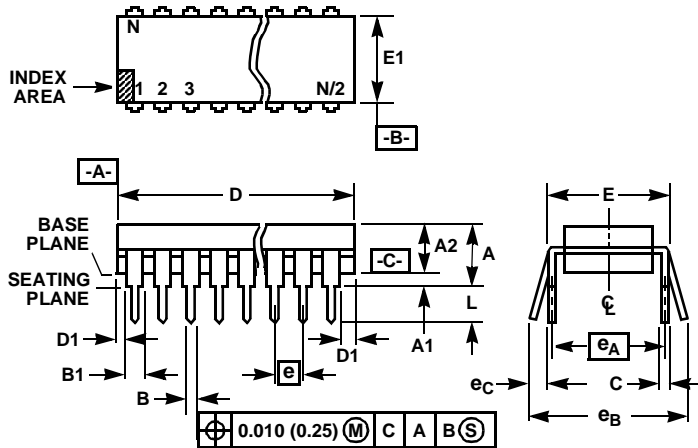 N
E1
INDEX
AREA
1 2 3 N/2
-B-
-A-
D
E
BASE
PLANE
A2
A
-C-
SEATING
PLANE
L
C
L
D1
A1
D1
B1
e
eA
B
eC
C
eB
0.010 (0.25) M C A B S